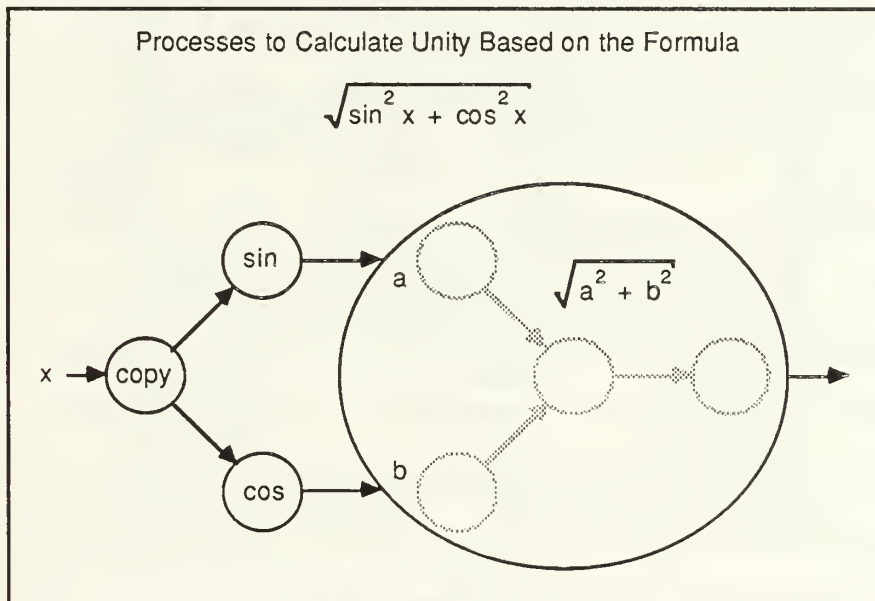 Processes to Calculate Unity Based on the Formula
√sin² x + cos² x
sin
a
√a² + b²
x
copy
b
cos